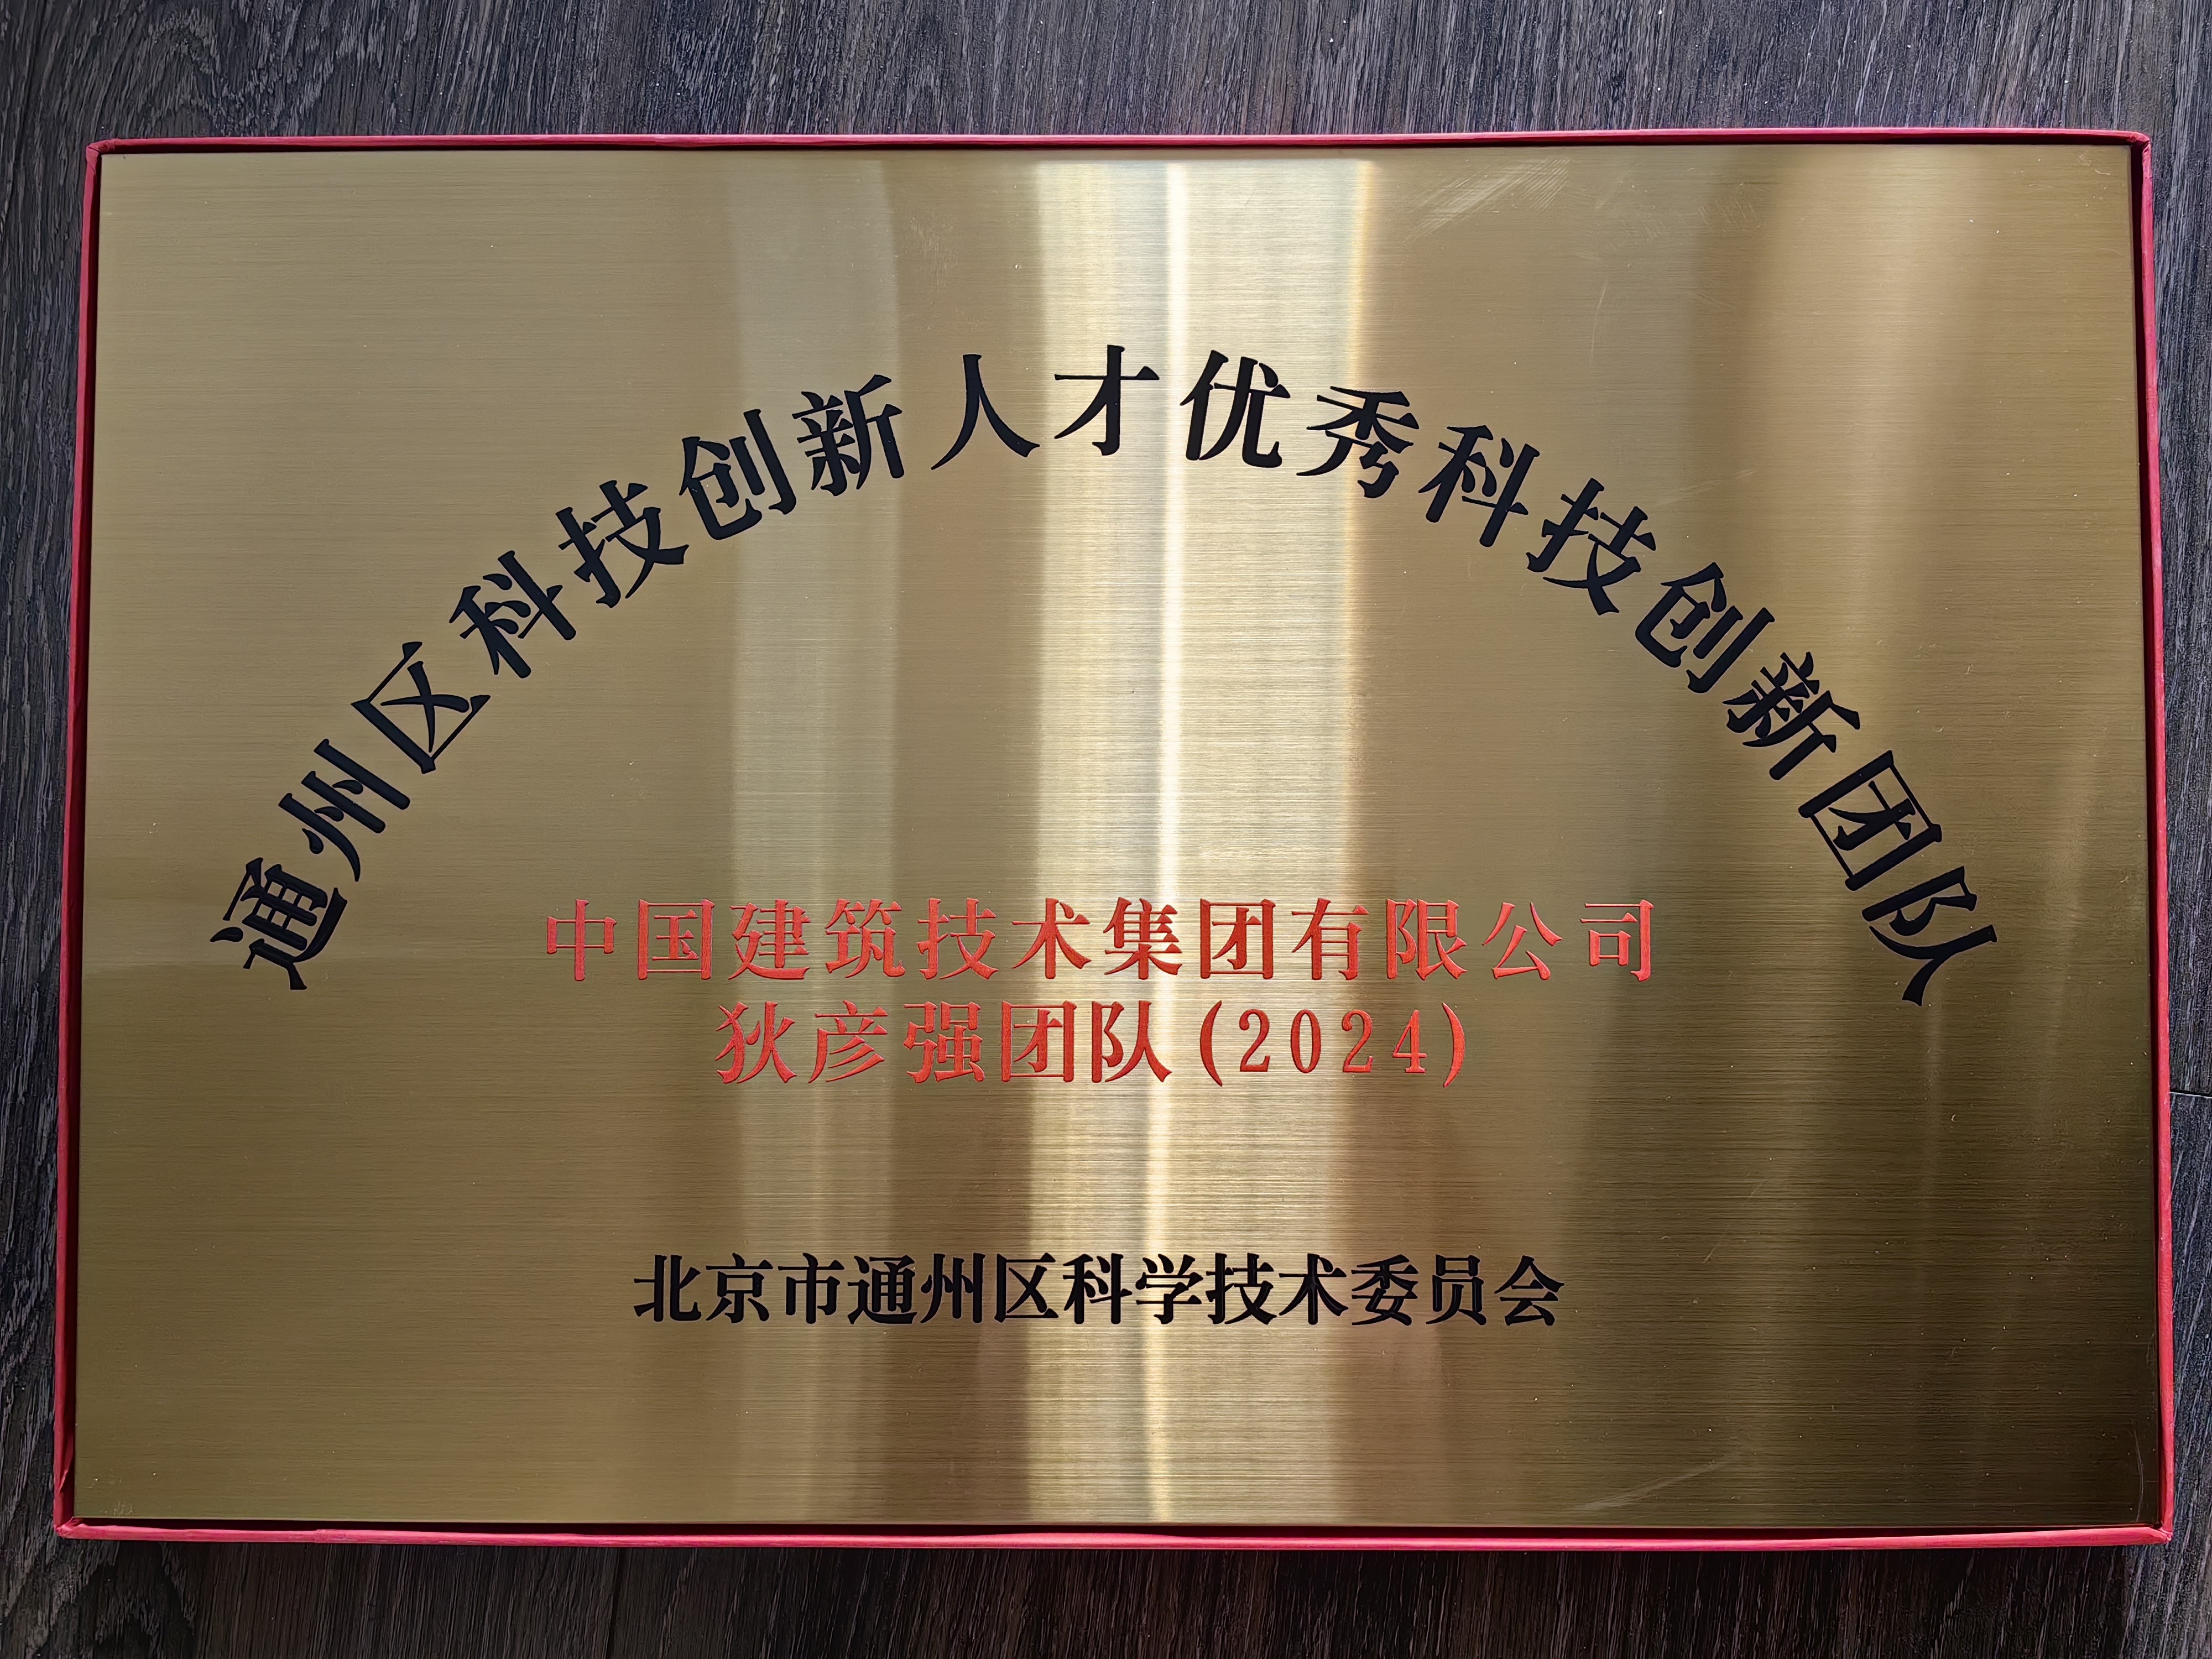 通州区科技创新人才优秀科技创新团队
中国建筑技术集团有限公司
狄彦强团队(2024)
北京市通州区科学技术委员会